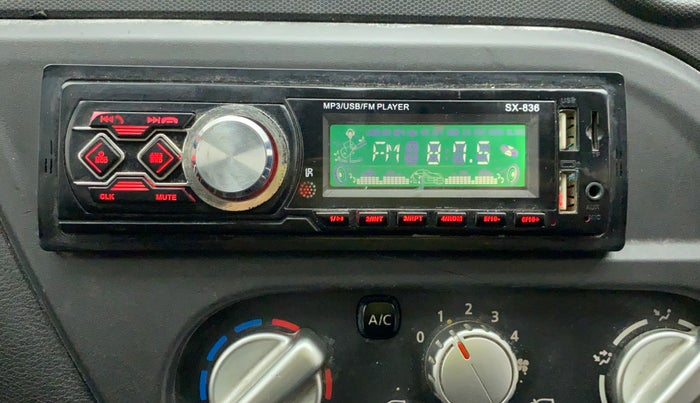 MP3/USB/FM PLAYER SX-836
USB
FM 87.5
IR
CLK MUTE
A/C
0 1 2 3 4